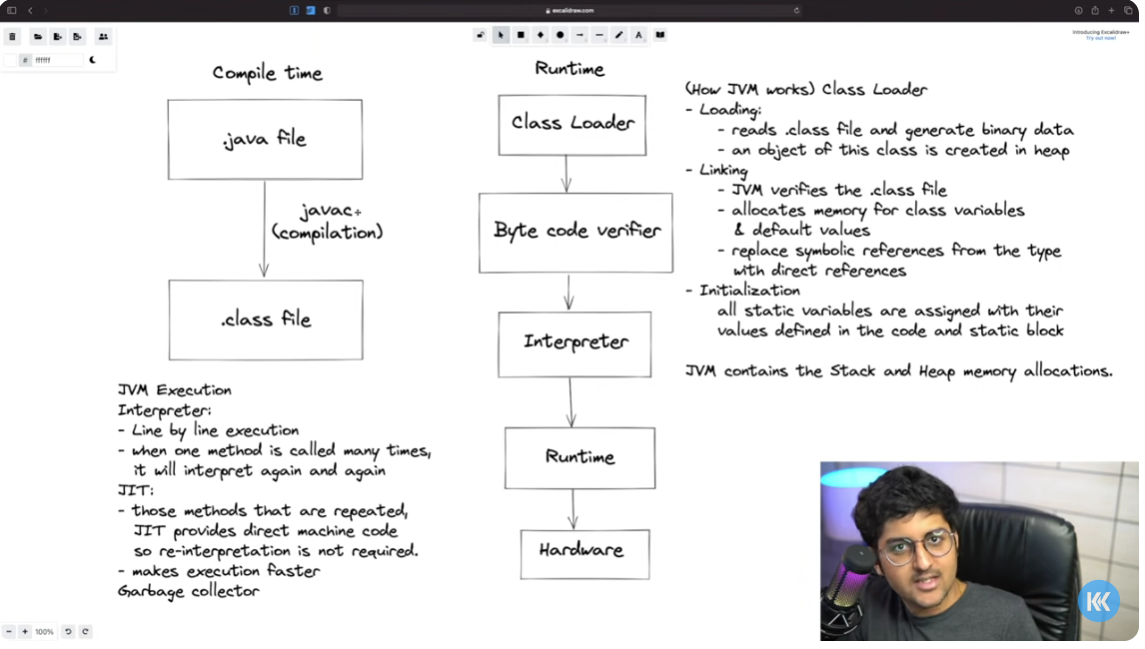 excalidraw.com
# ffffff
Introducing Excalidraw+
Try out now!
A
Compile time
.java file
javac+
(compilation)
.class file
JVM Execution
Interpreter:
- Line by line execution
- when one method is called many times,
it will interpret again and again
JIT:
- those methods that are repeated,
JIT provides direct machine code
so re-interpretation is not required.
- makes execution faster
Garbage collector
Runtime
Class Loader
Byte code verifier
Interpreter
Runtime
Hardware
(How JVM works) Class Loader
- Loading:
- reads .class file and generate binary data
- an object of this class is created in heap
- Linking
- JVM verifies the .class file
- allocates memory for class variables
& default values
- replace symbolic references from the type
with direct references
- Initialization
all static variables are assigned with their
values defined in the code and static block
JVM contains the Stack and Heap memory allocations.
- + 100%
KK